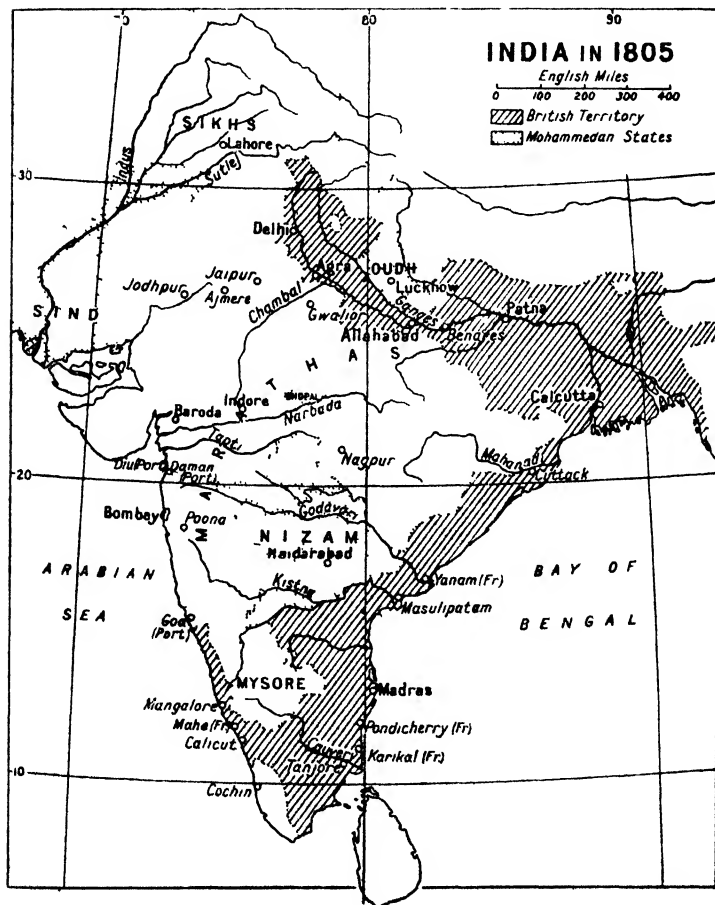 70
80
90
INDIA IN 1805
English Miles
0 100 200 300 400
British Territory
Mohammedan States
SIKHS
Lahore
Indus
Sutlej
30
Delhi
Agra
OUDH
Lucknow
Jaipur
Jodhpur
Ajmere
Chambal
Gwalior
Ganges
Patna
SIND
Allahabad
Benares
MARATHAS
Indore
BHOPAL
Narbada
Baroda
Calcutta
Tapti
Nagpur
Mahanadi
Cuttack
Diu(Port)
Daman
(Port)
20
Godavari
Bombay
Poona
NIZAM
Haidarabad
Yanam (Fr)
Kistna
Masulipatam
ARABIAN
SEA
BAY OF
BENGAL
Goa
(Port)
MYSORE
Madras
Mangalore
Mahe (Fr)
Calicut
Pondicherry (Fr)
Cauvery
Karikal (Fr.)
Tanjore
10
Cochin